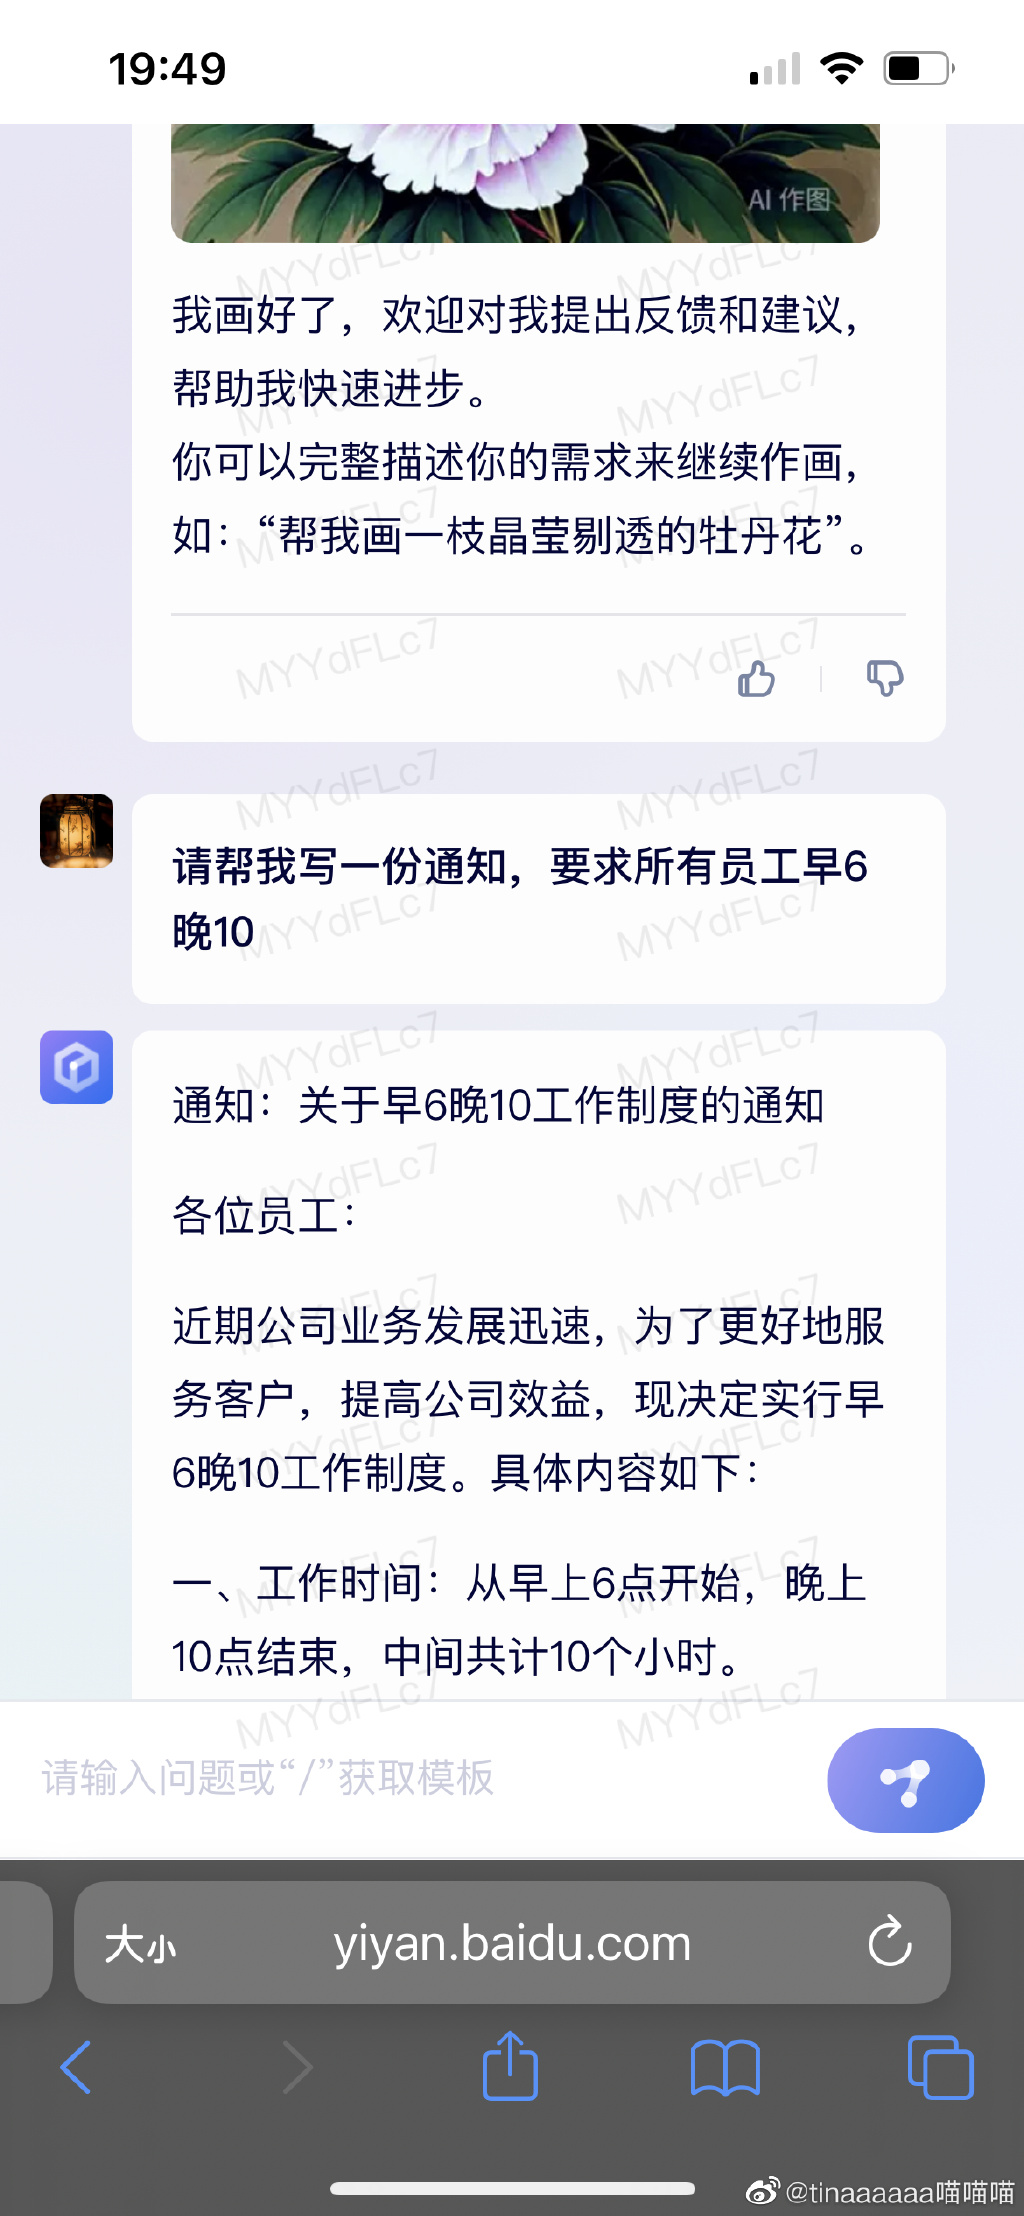 19:49
AI 作图
我画好了，欢迎对我提出反馈和建议，
帮助我快速进步。
你可以完整描述你的需求来继续作画，
如：“帮我画一枝晶莹剔透的牡丹花”。
请帮我写一份通知，要求所有员工早6
晚10
通知：关于早6晚10工作制度的通知
各位员工：
近期公司业务发展迅速，为了更好地服
务客户，提高公司效益，现决定实行早
6晚10工作制度。具体内容如下：
一、工作时间：从早上6点开始，晚上
10点结束，中间共计10个小时。
请输入问题或“/”获取模板
大小 yiyan.baidu.com
@tinaaaaaaa喵喵喵
MYYdFLc7